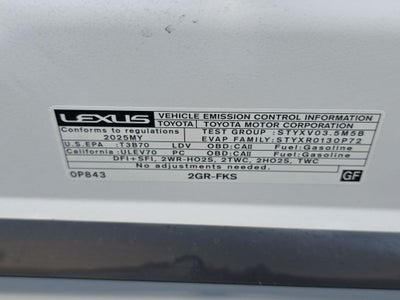 LEXUS VEHICLE EMISSION CONTROL INFORMATION
TOYOTA TOYOTA MOTOR CORPORATION
Conforms to regulations TEST GROUP : STYXV03.5M5B
2025MY EVAP FAMILY: STYXR0130P72
U.S.EPA : T3B70 LDV OBD:CAⅡ Fuel:Gasoline
California: ULEV70 PC OBD:CAⅡ Fuel:Gasoline
DFI+SFI, 2WR-HO2S, 2TWC, 2HO2S, TWC
No adjustments needed.
0P843 2GR-FKS GF